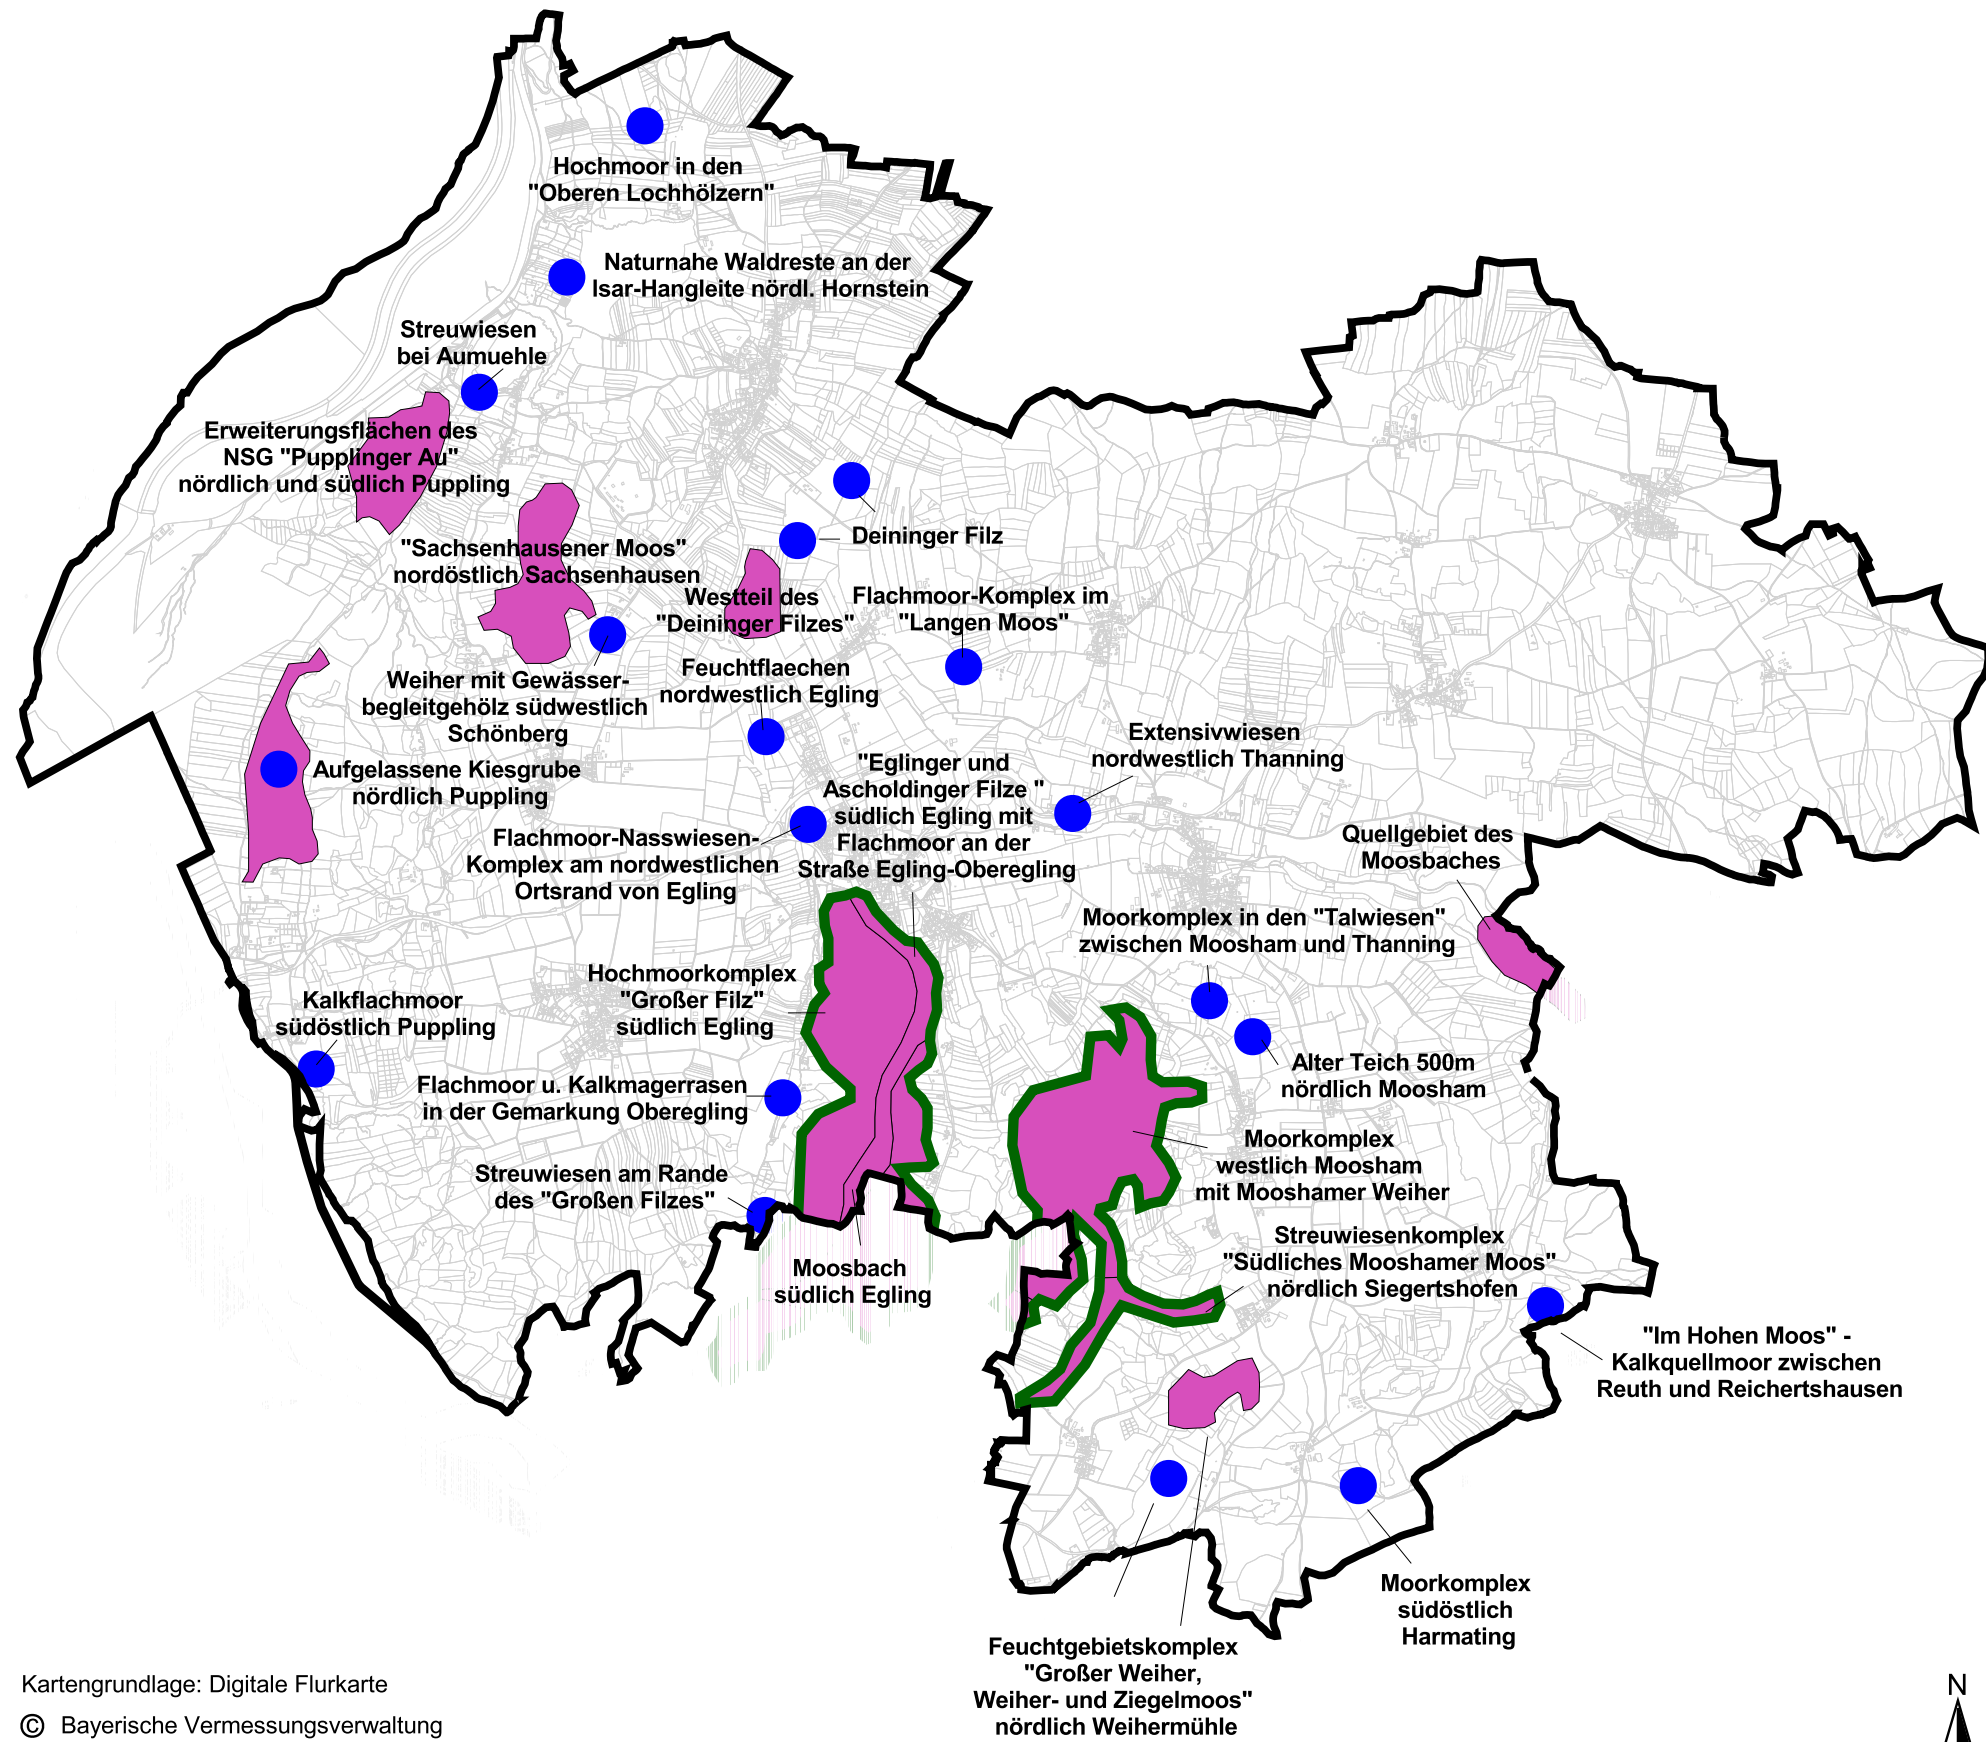 Hochmoor in den
"Oberen Lochhölzern"
Naturnahe Waldreste an der
Isar-Hangleite nördl. Hornstein
Streuwiesen
bei Aumuehle
Erweiterungsflächen des
NSG "Pupplinger Au"
nördlich und südlich Puppling
"Sachsenhausener Moos"
nordöstlich Sachsenhausen
Deininger Filz
Westteil des
"Deininger Filzes"
Flachmoor-Komplex im
"Langen Moos"
Weiher mit Gewässer-
begleitgehölz südwestlich
Schönberg
Feuchtflaechen
nordwestlich Egling
Aufgelassene Kiesgrube
nördlich Puppling
"Eglinger und
Ascholdinger Filze "
südlich Egling mit
Flachmoor an der
Straße Egling-Oberegling
Extensivwiesen
nordwestlich Thanning
Flachmoor-Nasswiesen-
Komplex am nordwestlichen
Ortsrand von Egling
Quellgebiet des
Moosbaches
Moorkomplex in den "Talwiesen"
zwischen Moosham und Thanning
Hochmoorkomplex
"Großer Filz"
südlich Egling
Kalkflachmoor
südöstlich Puppling
Alter Teich 500m
nördlich Moosham
Flachmoor u. Kalkmagerrasen
in der Gemarkung Oberegling
Moorkomplex
westlich Moosham
mit Mooshamer Weiher
Streuwiesen am Rande
des "Großen Filzes"
Streuwiesenkomplex
"Südliches Mooshamer Moos"
nördlich Siegertshofen
Moosbach
südlich Egling
"Im Hohen Moos" -
Kalkquellmoor zwischen
Reuth und Reichertshausen
Moorkomplex
südöstlich
Harmating
Feuchtgebietskomplex
"Großer Weiher,
Weiher- und Ziegelmoos"
nördlich Weihermühle
Kartengrundlage: Digitale Flurkarte
© Bayerische Vermessungsverwaltung
N